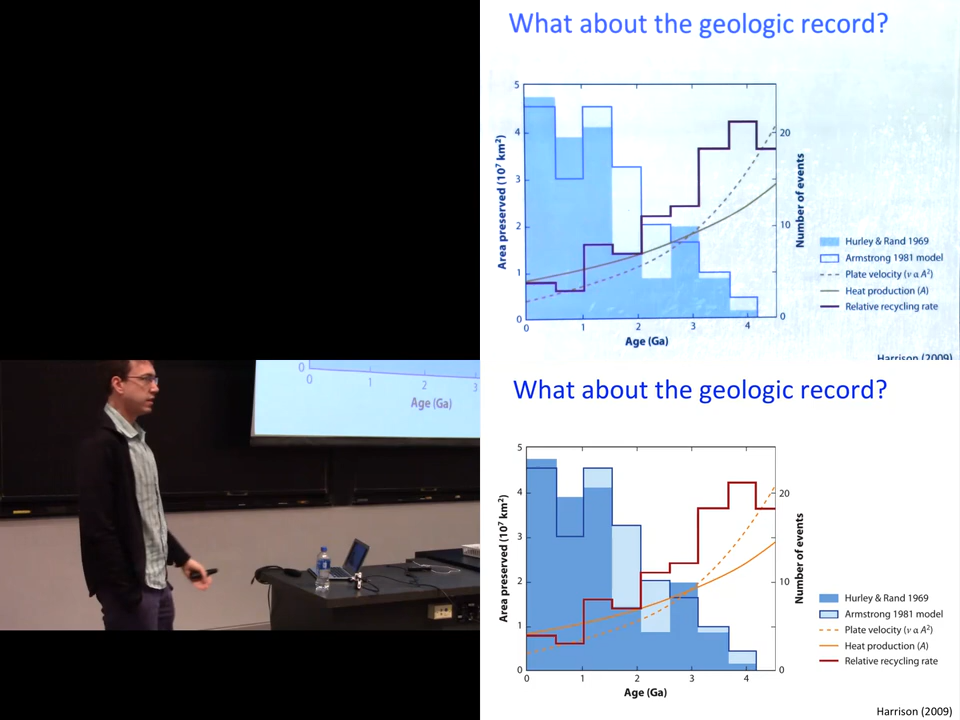 What about the geologic record?
5
4
3
2
1
0
Area preserved (10⁷ km²)
20
10
0
Number of events
0 1 2 3 4
Age (Ga)
Hurley & Rand 1969
Armstrong 1981 model
Plate velocity (ν α A²)
Heat production (A)
Relative recycling rate
Harrison (2009)
0
0 1 2 3
Age (Ga)
What about the geologic record?
5
4
3
2
1
0
Area preserved (10⁷ km²)
20
10
0
Number of events
0 1 2 3 4
Age (Ga)
Hurley & Rand 1969
Armstrong 1981 model
Plate velocity (ν α A²)
Heat production (A)
Relative recycling rate
Harrison (2009)